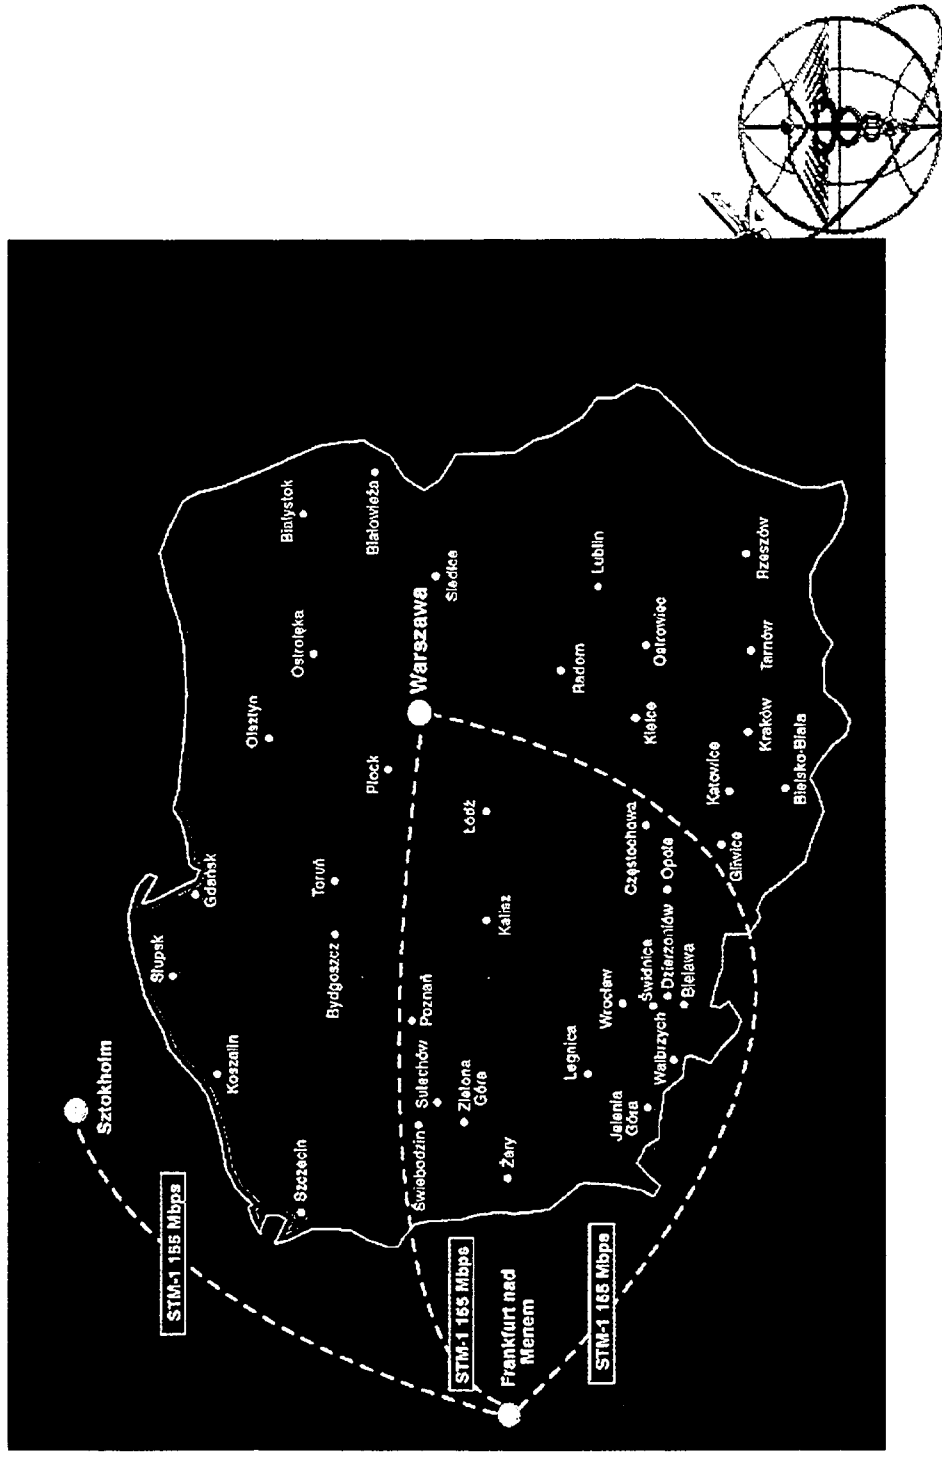 Sztokholm
STM-1 155 Mbps
Słupsk
Gdańsk
Koszalin
Szczecin
Olsztyn
Białystok
Ostrołęka
Białowieża
Toruń
Bydgoszcz
Płock
Warszawa
Siedlce
Poznań
Sulechów
Świebodzin
Zielona
Góra
Żary
Łódź
Kalisz
STM-1 155 Mbps
Frankfurt nad
Menem
STM-1 155 Mbps
Radom
Lublin
Legnica
Wrocław
Jelenia
Góra
Wałbrzych
Świdnica
Dzierżoniów
Bielawa
Częstochowa
Opole
Kielce
Ostrowiec
Gliwice
Katowice
Kraków
Tarnów
Rzeszów
Bielsko-Biała